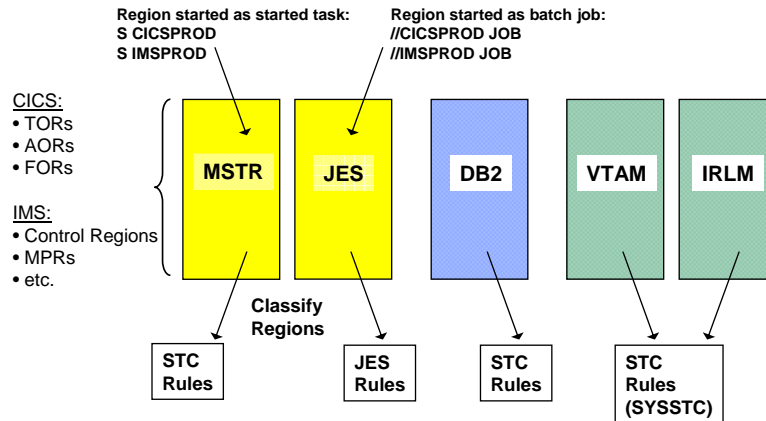 Region started as started task:
S CICSPROD
S IMSPROD
Region started as batch job:
//CICSPROD JOB
//IMSPROD JOB
CICS:
• TORs
• AORs
• FORs
IMS:
• Control Regions
• MPRs
• etc.
MSTR
JES
DB2
VTAM
IRLM
Classify
Regions
STC
Rules
JES
Rules
STC
Rules
STC
Rules
(SYSSTC)